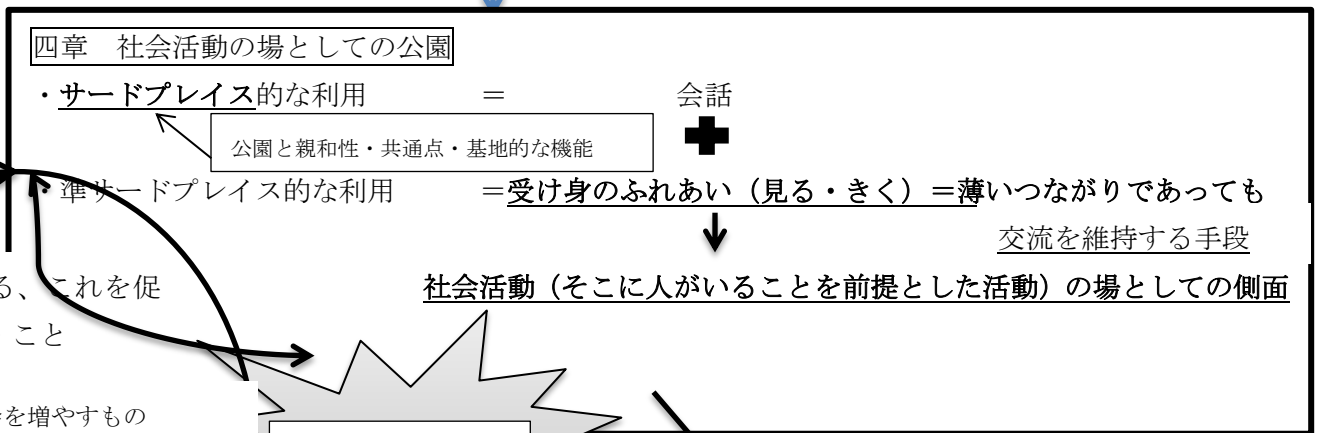 四章　社会活動の場としての公園
・サードプレイス的な利用　＝　会話
公園と親和性・共通点・基地的な機能
・準サードプレイス的な利用　＝受け身のふれあい（見る・きく）＝薄いつながりであっても
交流を維持する手段
る、これを促
社会活動（そこに人がいることを前提とした活動）の場としての側面
こと
を増やすもの